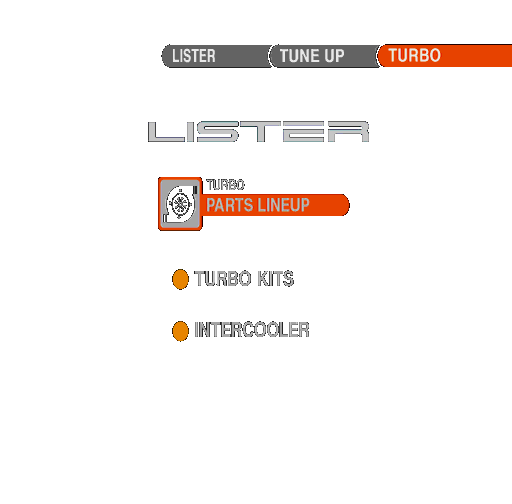 LISTER TUNE UP TURBO
LISTER
TURBO
PARTS LINEUP
TURBO KITS
INTERCOOLER